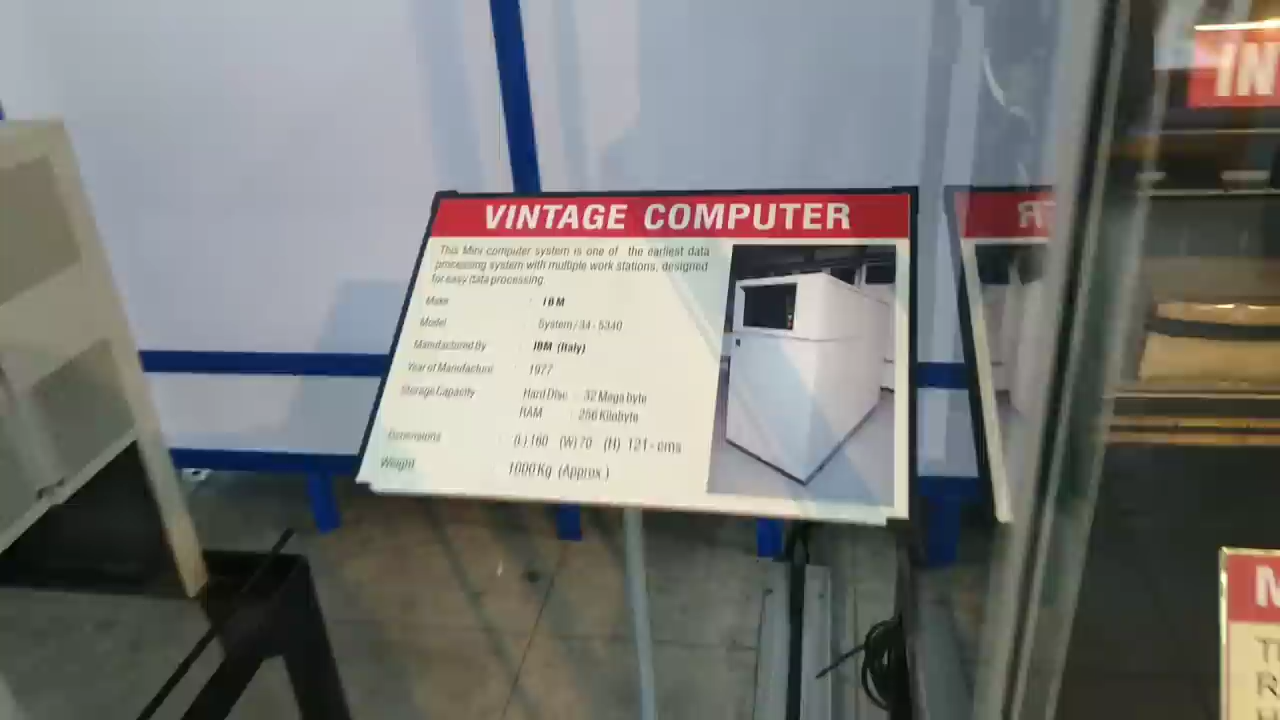 VINTAGE COMPUTER
This Mini computer system is one of the earliest data
processing system with multiple work stations, designed
for easy data processing.
Make : IBM
Model : System / 34 - 5340
Manufactured By : IBM (Italy)
Year of Manufacture : 1977
Storage Capacity Hard Disc : 32 Mega byte
RAM : 256 Kilobyte
Dimensions : (L) 160 (W) 70 (H) 121 - cms
Weight 1000 Kg (Approx.)
IN
M